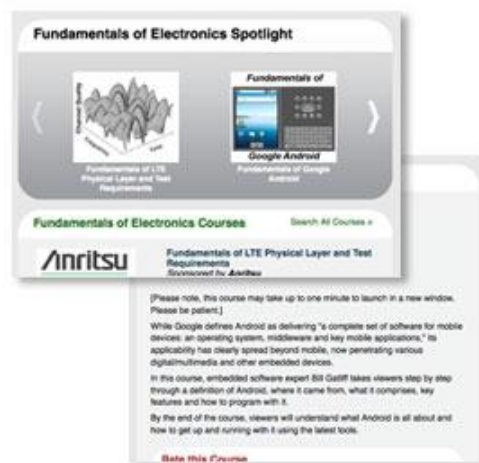 Fundamentals of Electronics Spotlight
Channel Quality
Frequency
Time
Fundamentals of LTE
Physical Layer and Test
Requirements
Fundamentals of
Google Android
Fundamentals of Google
Android
Fundamentals of Electronics Courses
Search All Courses »
Anritsu
Fundamentals of LTE Physical Layer and Test
Requirements
Sponsored by Anritsu
[Please note, this course may take up to one minute to launch in a new window.
Please be patient.]
While Google defines Android as delivering "a complete set of software for mobile
devices: an operating system, middleware and key mobile applications," its
applicability has clearly spread beyond mobile, now penetrating various
digital/multimedia and other embedded devices.
In this course, embedded software expert Bill Gatliff takes viewers step by step
through a definition of Android, where it came from, what it comprises, key
features and how to program with it.
By the end of the course, viewers will understand what Android is all about and
how to get up and running with it using the latest tools.
Rate this Course